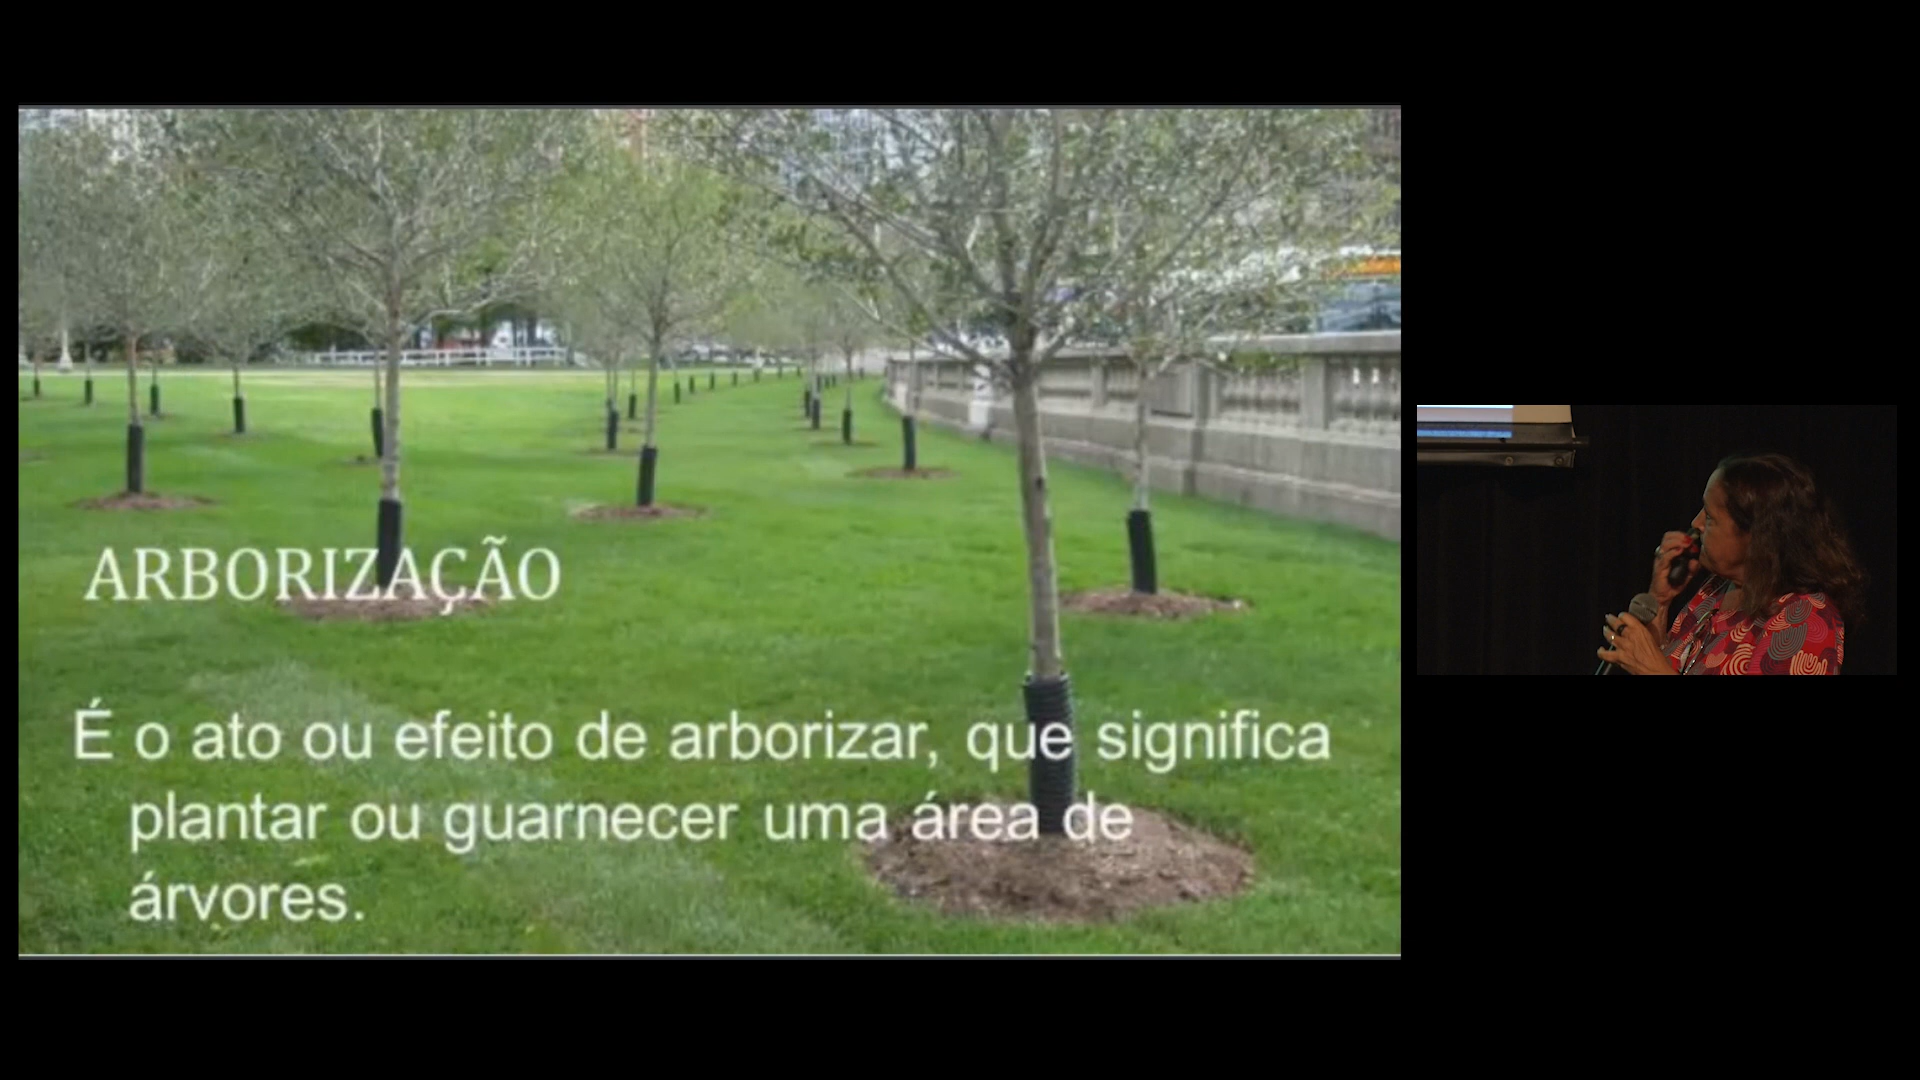 ARBORIZAÇÃO
É o ato ou efeito de arborizar, que significa
plantar ou guarnecer uma área de
árvores.